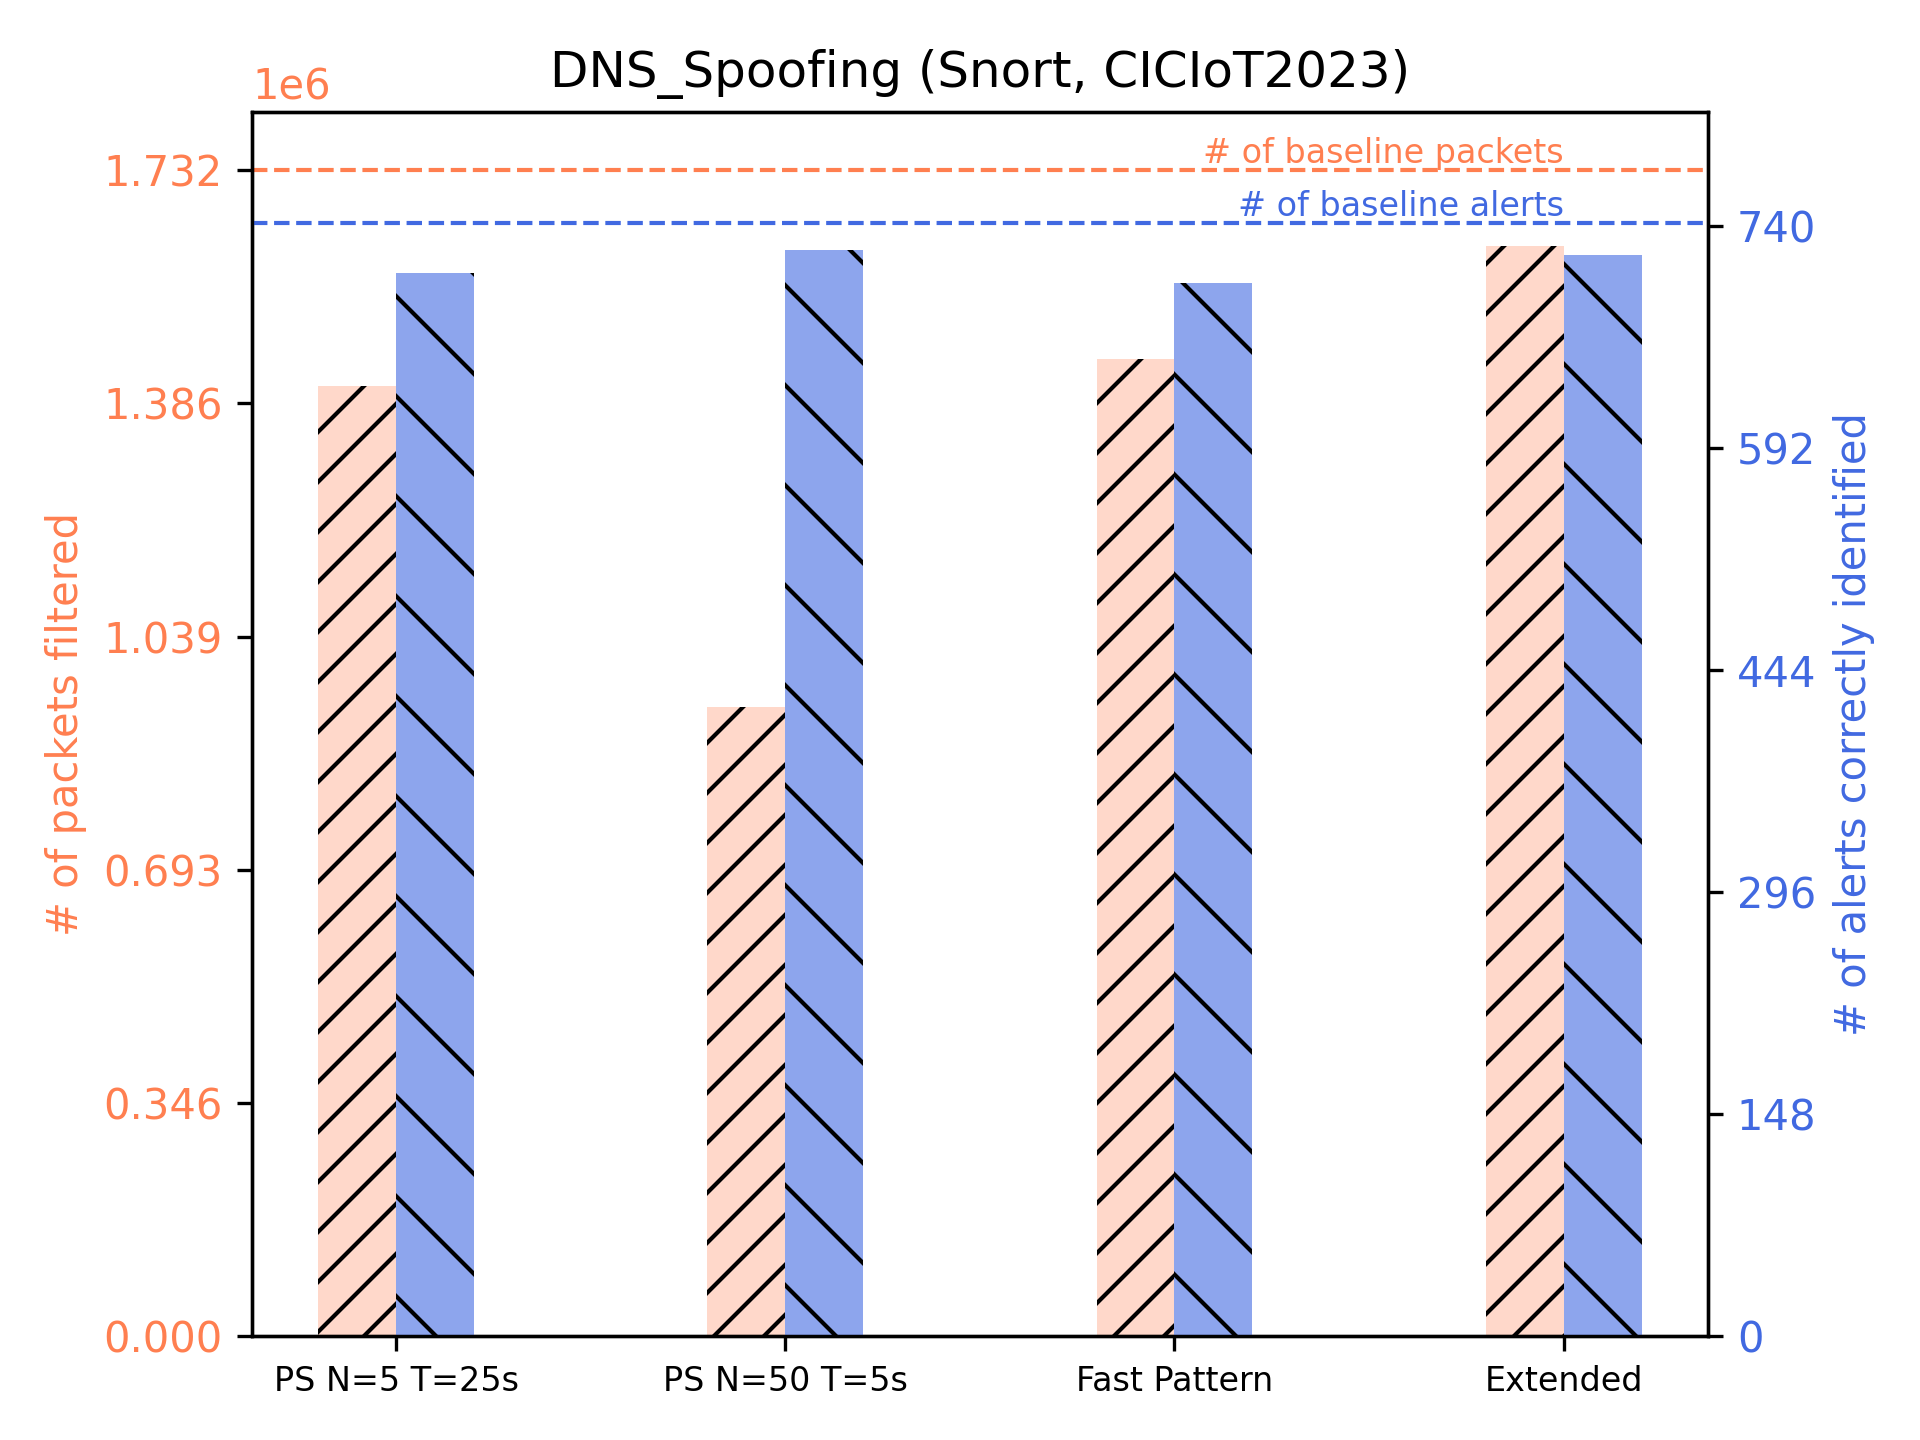 DNS_Spoofing (Snort, CICIoT2023)
1e6
# of baseline packets
# of baseline alerts
1.732
1.386
1.039
0.693
0.346
0.000
# of packets filtered
740
592
444
296
148
0
# of alerts correctly identified
PS N=5 T=25s
PS N=50 T=5s
Fast Pattern
Extended